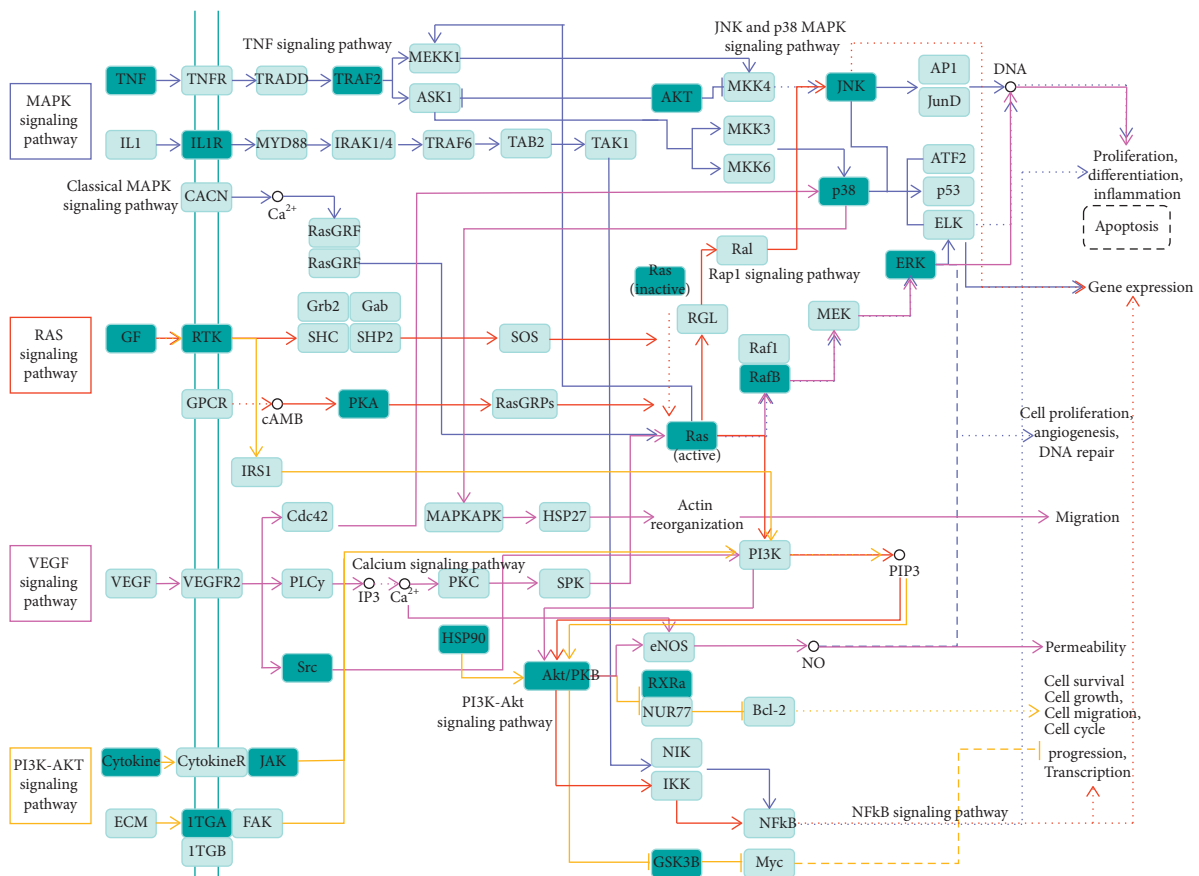 TNF signaling pathway
JNK and p38 MAPK
signaling pathway
MAPK
signaling pathway
TNF
TNFR
TRADD
TRAF2
MEKK1
ASK1
AKT
MKK4
JNK
AP1
JunD
DNA
IL1
IL1R
MYD88
IRAK1/4
TRAF6
TAB2
TAK1
MKK3
MKK6
p38
ATF2
p53
ELK
Proliferation,
differentiation,
inflammation
Apoptosis
Classical MAPK
signaling pathway
CACN
Ca2+
RasGRF
RasGRF
Ral
Rap1 signaling pathway
ERK
Gene expression
Ras
(inactive)
RGL
MEK
RAS
signaling
pathway
GF
RTK
Grb2
Gab
SHC
SHP2
SOS
Raf1
RafB
GPCR
cAMB
PKA
RasGRPs
Ras
(active)
Cell proliferation,
angiogenesis,
DNA repair
IRS1
Cdc42
MAPKAPK
HSP27
Actin
reorganization
Migration
VEGF
signaling
pathway
VEGF
VEGFR2
PLCy
IP3
Calcium signaling pathway
Ca2+
PKC
SPK
PI3K
PIP3
HSP90
Src
Akt/PKB
eNOS
NO
Permeability
PI3K-Akt
signaling pathway
RXRa
NUR77
Bcl-2
Cell survival
Cell growth,
Cell migration,
Cell cycle
progression,
Transcription
PI3K-AKT
signaling
pathway
Cytokine
CytokineR
JAK
NIK
IKK
ECM
1TGA
FAK
1TGB
NFkB
NFkB signaling pathway
GSK3B
Myc